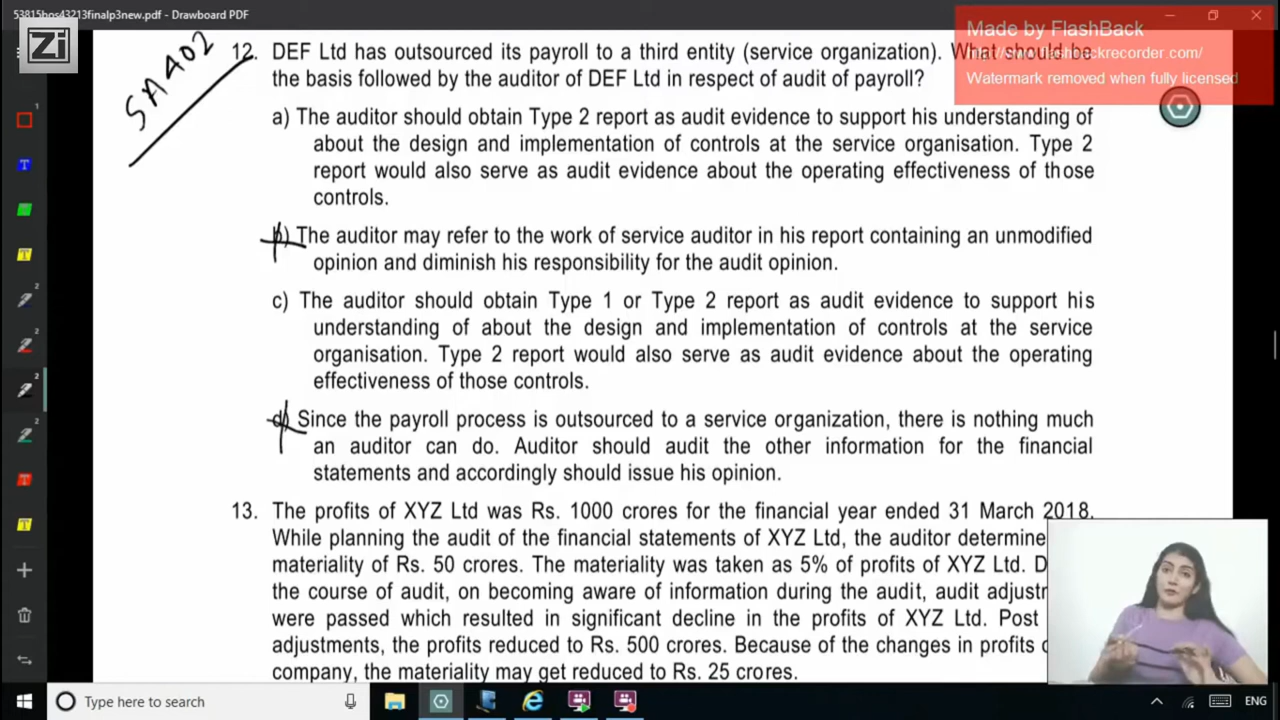 53815bos43213finalp3new.pdf - Drawboard PDF
Made by FlashBack
Watermark removed when fully licensed
Zi
SA 402
12. DEF Ltd has outsourced its payroll to a third entity (service organization). What should be
the basis followed by the auditor of DEF Ltd in respect of audit of payroll?
a) The auditor should obtain Type 2 report as audit evidence to support his understanding of
about the design and implementation of controls at the service organisation. Type 2
report would also serve as audit evidence about the operating effectiveness of those
controls.
b) The auditor may refer to the work of service auditor in his report containing an unmodified
opinion and diminish his responsibility for the audit opinion.
c) The auditor should obtain Type 1 or Type 2 report as audit evidence to support his
understanding of about the design and implementation of controls at the service
organisation. Type 2 report would also serve as audit evidence about the operating
effectiveness of those controls.
d) Since the payroll process is outsourced to a service organization, there is nothing much
an auditor can do. Auditor should audit the other information for the financial
statements and accordingly should issue his opinion.
13. The profits of XYZ Ltd was Rs. 1000 crores for the financial year ended 31 March 2018.
While planning the audit of the financial statements of XYZ Ltd, the auditor determine
materiality of Rs. 50 crores. The materiality was taken as 5% of profits of XYZ Ltd. D
the course of audit, on becoming aware of information during the audit, audit adjustr
were passed which resulted in significant decline in the profits of XYZ Ltd. Post
adjustments, the profits reduced to Rs. 500 crores. Because of the changes in profits
company, the materiality may get reduced to Rs. 25 crores.
Type here to search
ENG